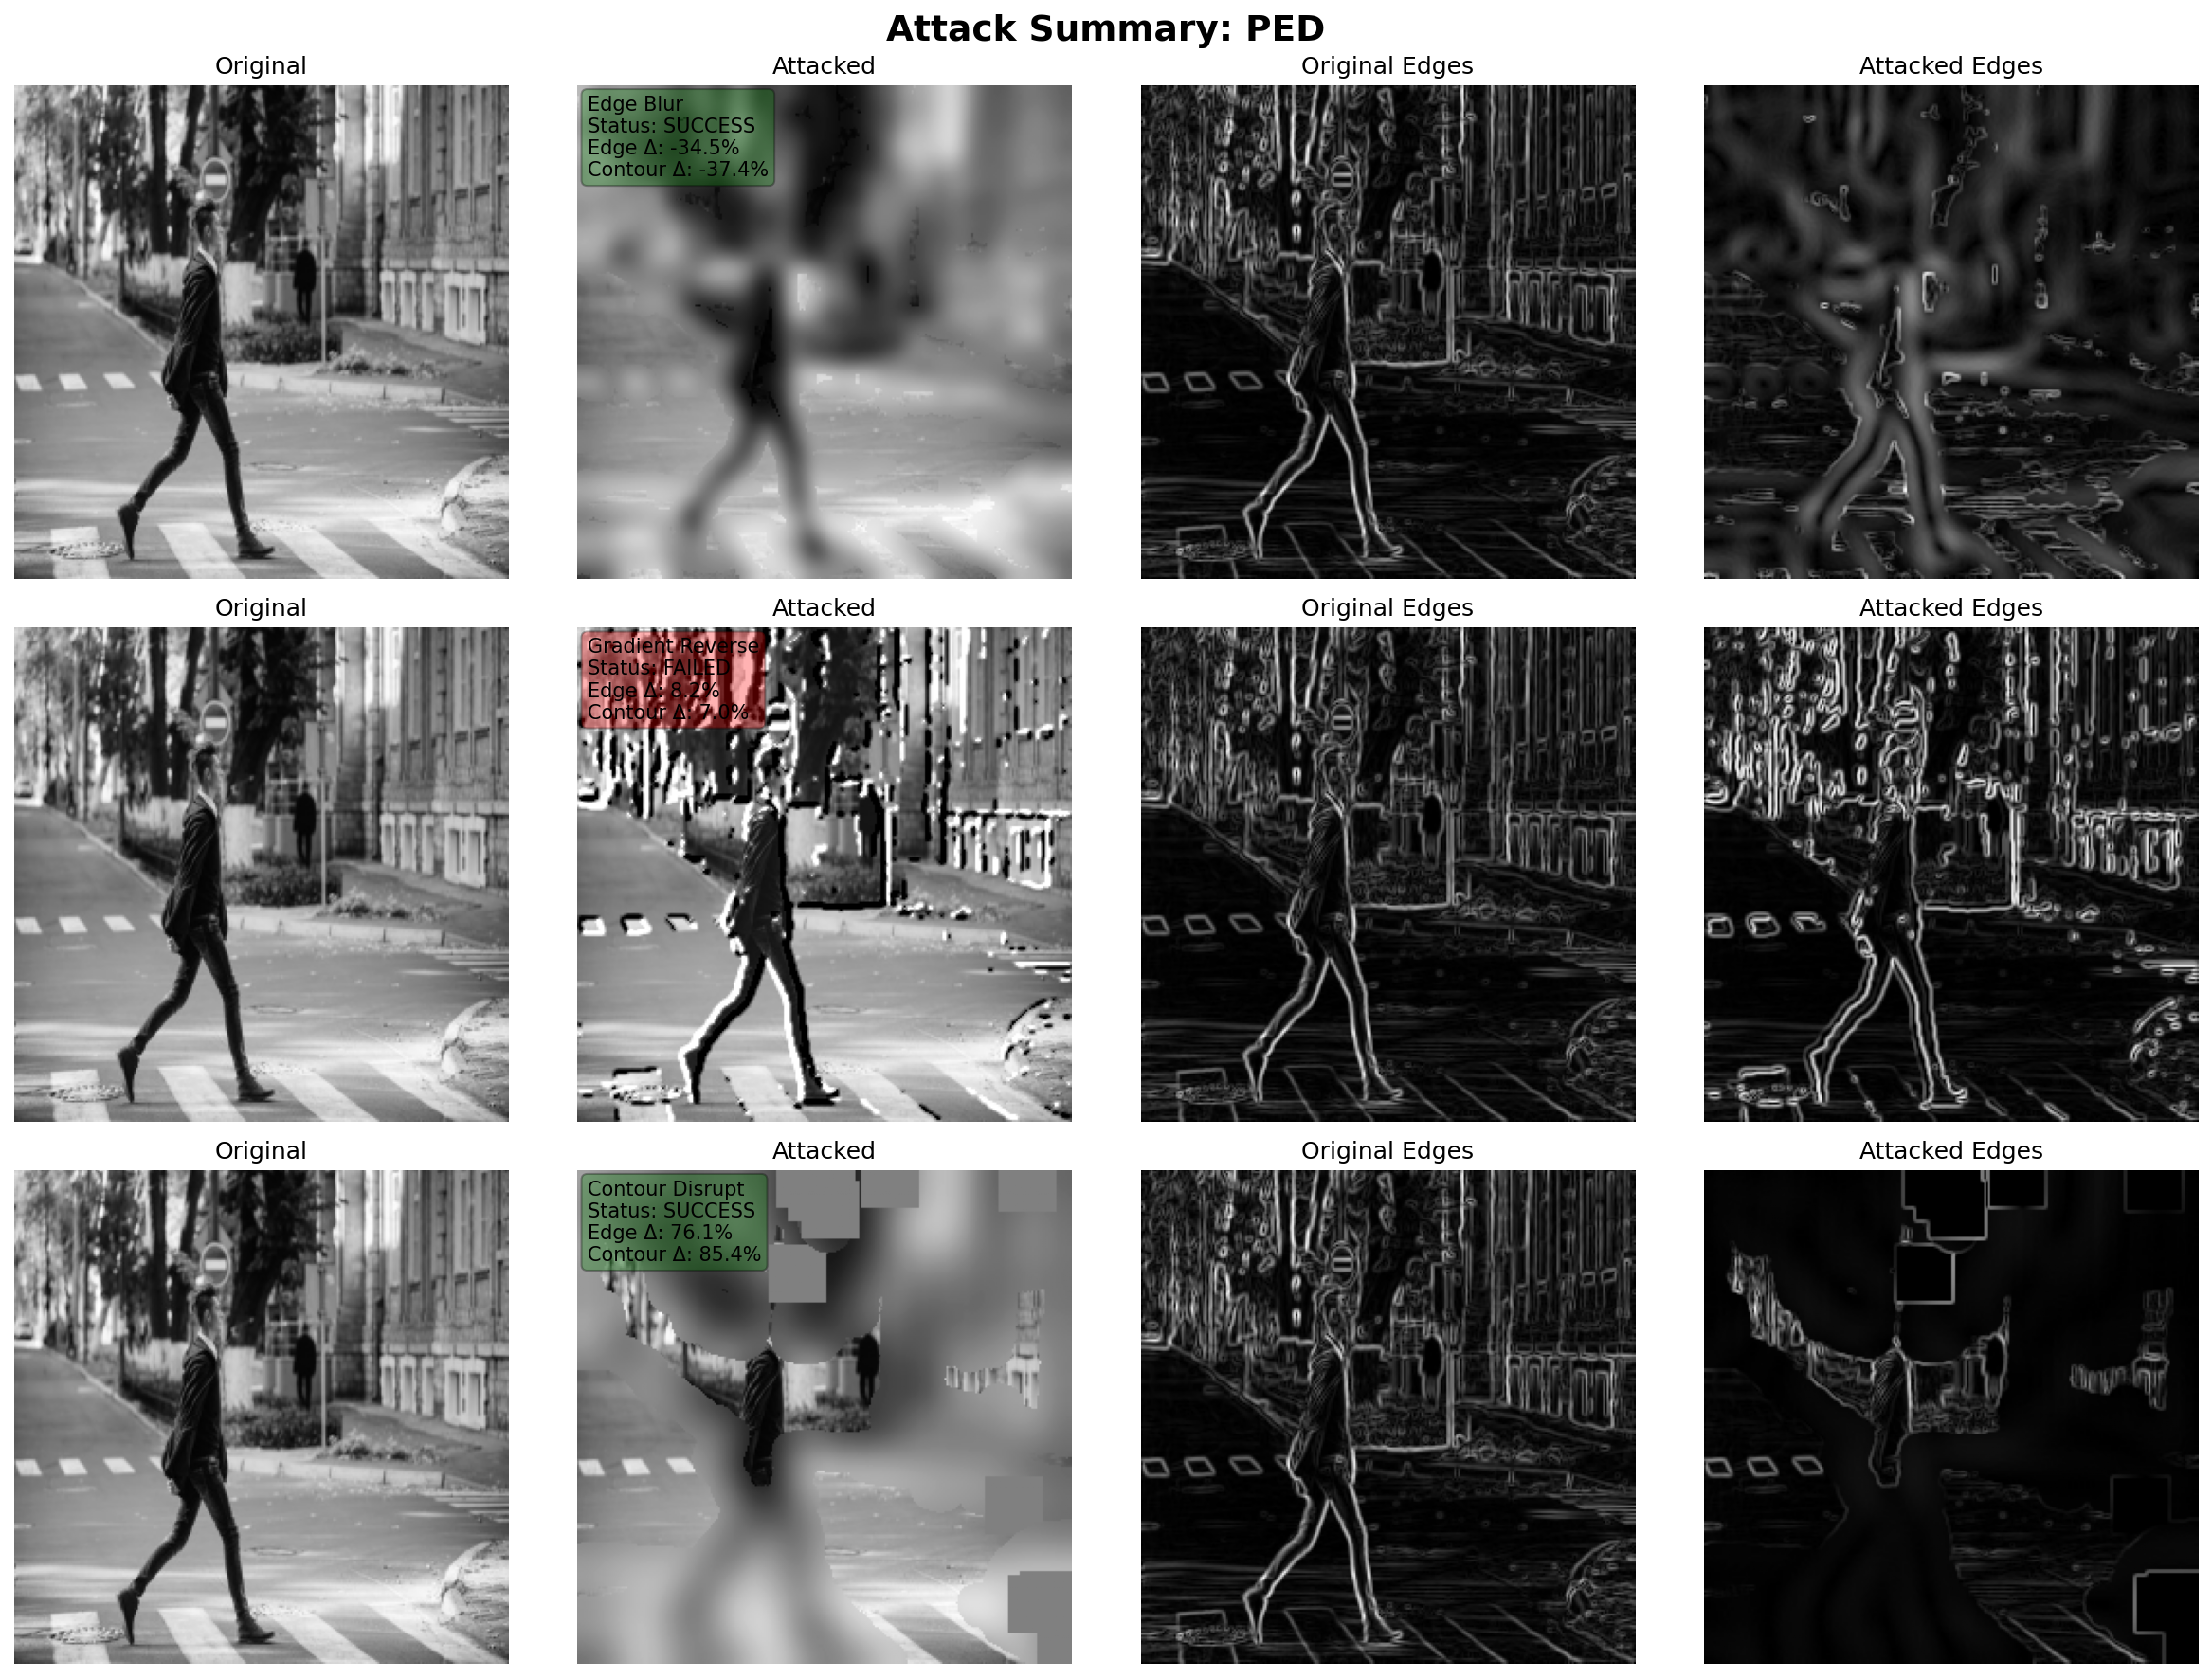 Attack Summary: PED
Original
Attacked
Original Edges
Attacked Edges
Edge Blur
Status: SUCCESS
Edge Δ: -34.5%
Contour Δ: -37.4%
Original
Attacked
Original Edges
Attacked Edges
Gradient Reverse
Status: FAILED
Edge Δ: 8.2%
Contour Δ: 7.0%
Original
Attacked
Original Edges
Attacked Edges
Contour Disrupt
Status: SUCCESS
Edge Δ: 76.1%
Contour Δ: 85.4%